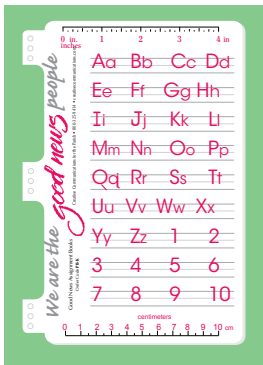 0 in. 1 2 3 4 in
inches
We are the good news people
Good News Assignment Books
Aa Bb Cc Dd
Ee Ff Gg Hh
Ii Jj Kk Ll
Mm Nn Oo Pp
Qq Rr Ss Tt
Uu Vv Ww Xx
Yy Zz 1 2
3 4 5 6
7 8 9 10
centimeters
0 1 2 3 4 5 6 7 8 9 10 cm